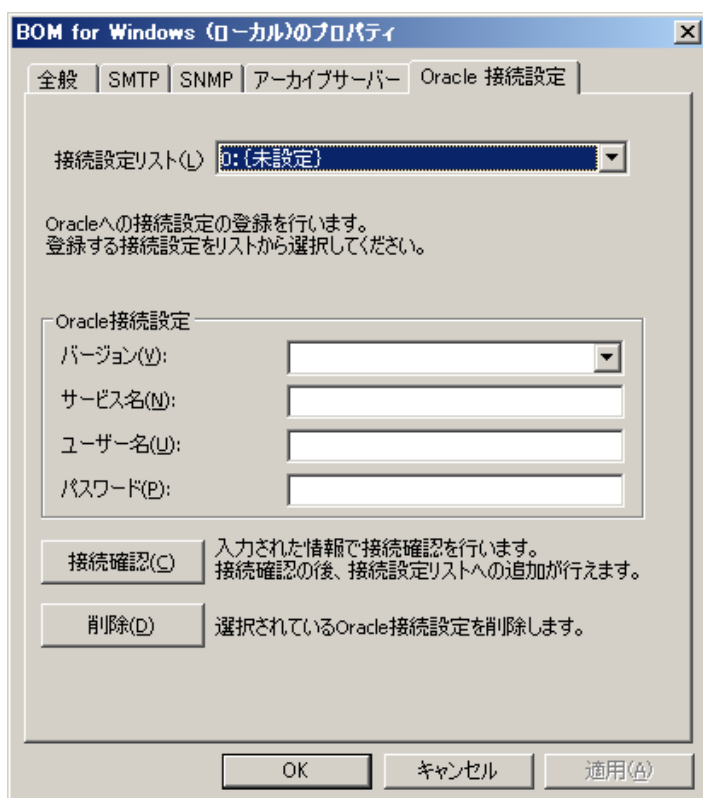 BOM for Windows (ローカル)のプロパティ
全般 SMTP SNMP アーカイブサーバー Oracle 接続設定
接続設定リスト(L) 0:{未設定}
Oracleへの接続設定の登録を行います。
登録する接続設定をリストから選択してください。
Oracle接続設定
バージョン(V):
サービス名(N):
ユーザー名(U):
パスワード(P):
接続確認(C) 入力された情報で接続確認を行います。
接続確認の後、接続設定リストへの追加が行えます。
削除(D) 選択されているOracle接続設定を削除します。
OK キャンセル 適用(A)